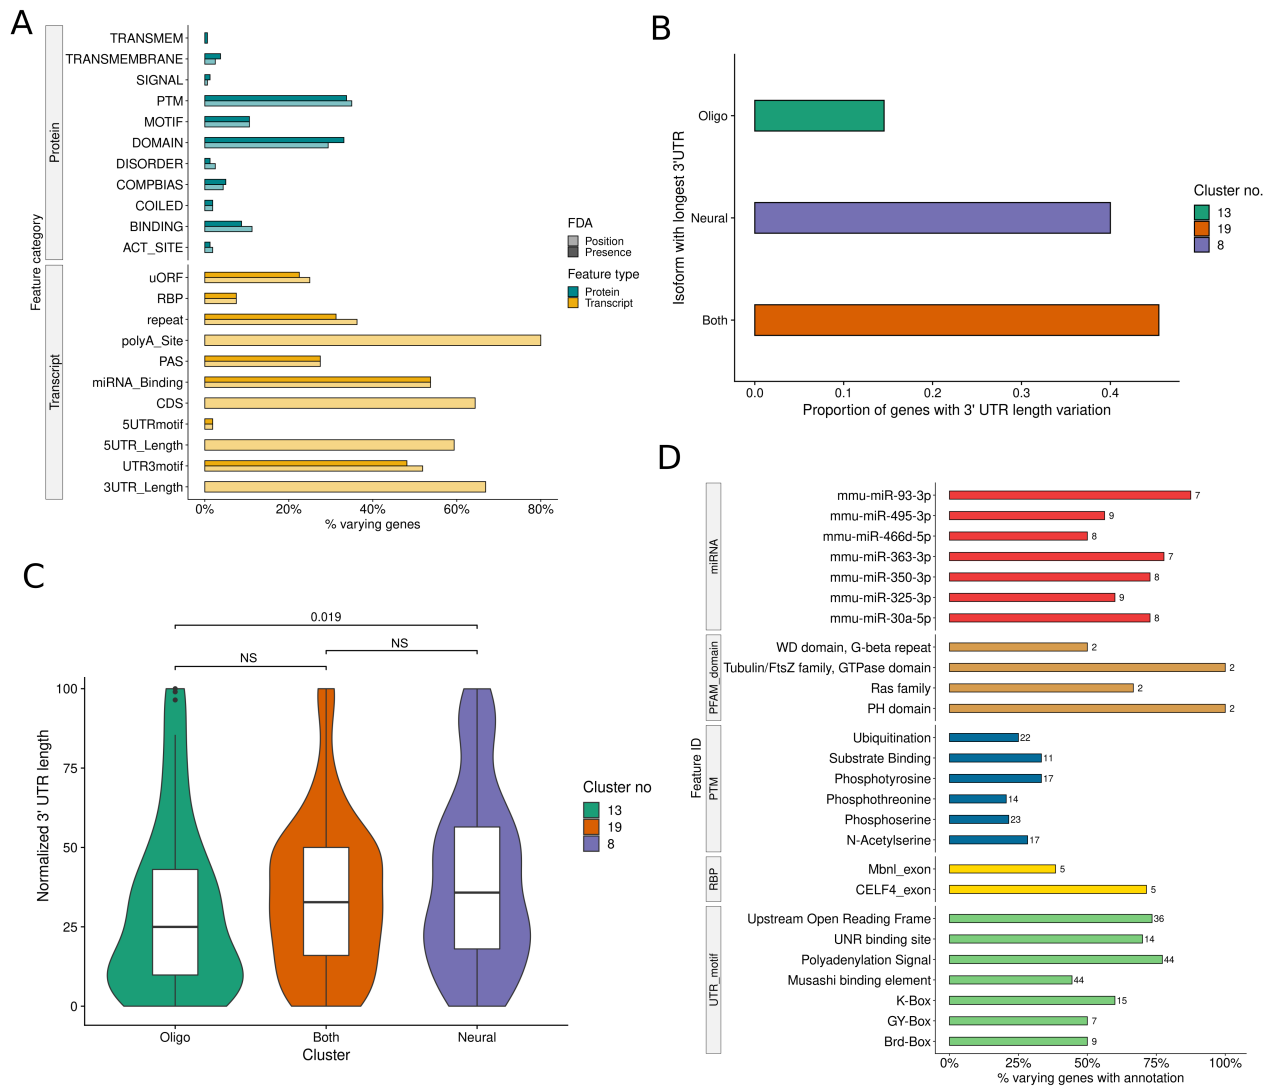 A
Feature category
Protein
TRANSMEM
TRANSMEMBRANE
SIGNAL
PTM
MOTIF
DOMAIN
DISORDER
COMPBIAS
COILED
BINDING
ACT_SITE
Transcript
uORF
RBP
repeat
polyA_Site
PAS
miRNA_Binding
CDS
5UTRmotif
5UTR_Length
UTR3motif
3UTR_Length
0% 20% 40% 60% 80%
% varying genes
FDA
Position
Presence
Feature type
Protein
Transcript
B
Isoform with longest 3'UTR
Oligo
Neural
Both
0.0 0.1 0.2 0.3 0.4
Proportion of genes with 3' UTR length variation
Cluster no.
13
19
8
C
0.019
NS
NS
Normalized 3' UTR length
100
75
50
25
0
Oligo Both Neural
Cluster
Cluster no
13
19
8
D
Feature ID
miRNA
mmu-miR-93-3p 7
mmu-miR-495-3p 9
mmu-miR-466d-5p 8
mmu-miR-363-3p 7
mmu-miR-350-3p 8
mmu-miR-325-3p 9
mmu-miR-30a-5p 8
PFAM_domain
WD domain, G-beta repeat 2
Tubulin/FtsZ family, GTPase domain 2
Ras family 2
PH domain 2
PTM
Ubiquitination 22
Substrate Binding 11
Phosphotyrosine 17
Phosphothreonine 14
Phosphoserine 23
N-Acetylserine 17
RBP
Mbnl_exon 5
CELF4_exon 5
UTR_motif
Upstream Open Reading Frame 36
UNR binding site 14
Polyadenylation Signal 44
Musashi binding element 44
K-Box 15
GY-Box 7
Brd-Box 9
0% 25% 50% 75% 100%
% varying genes with annotation